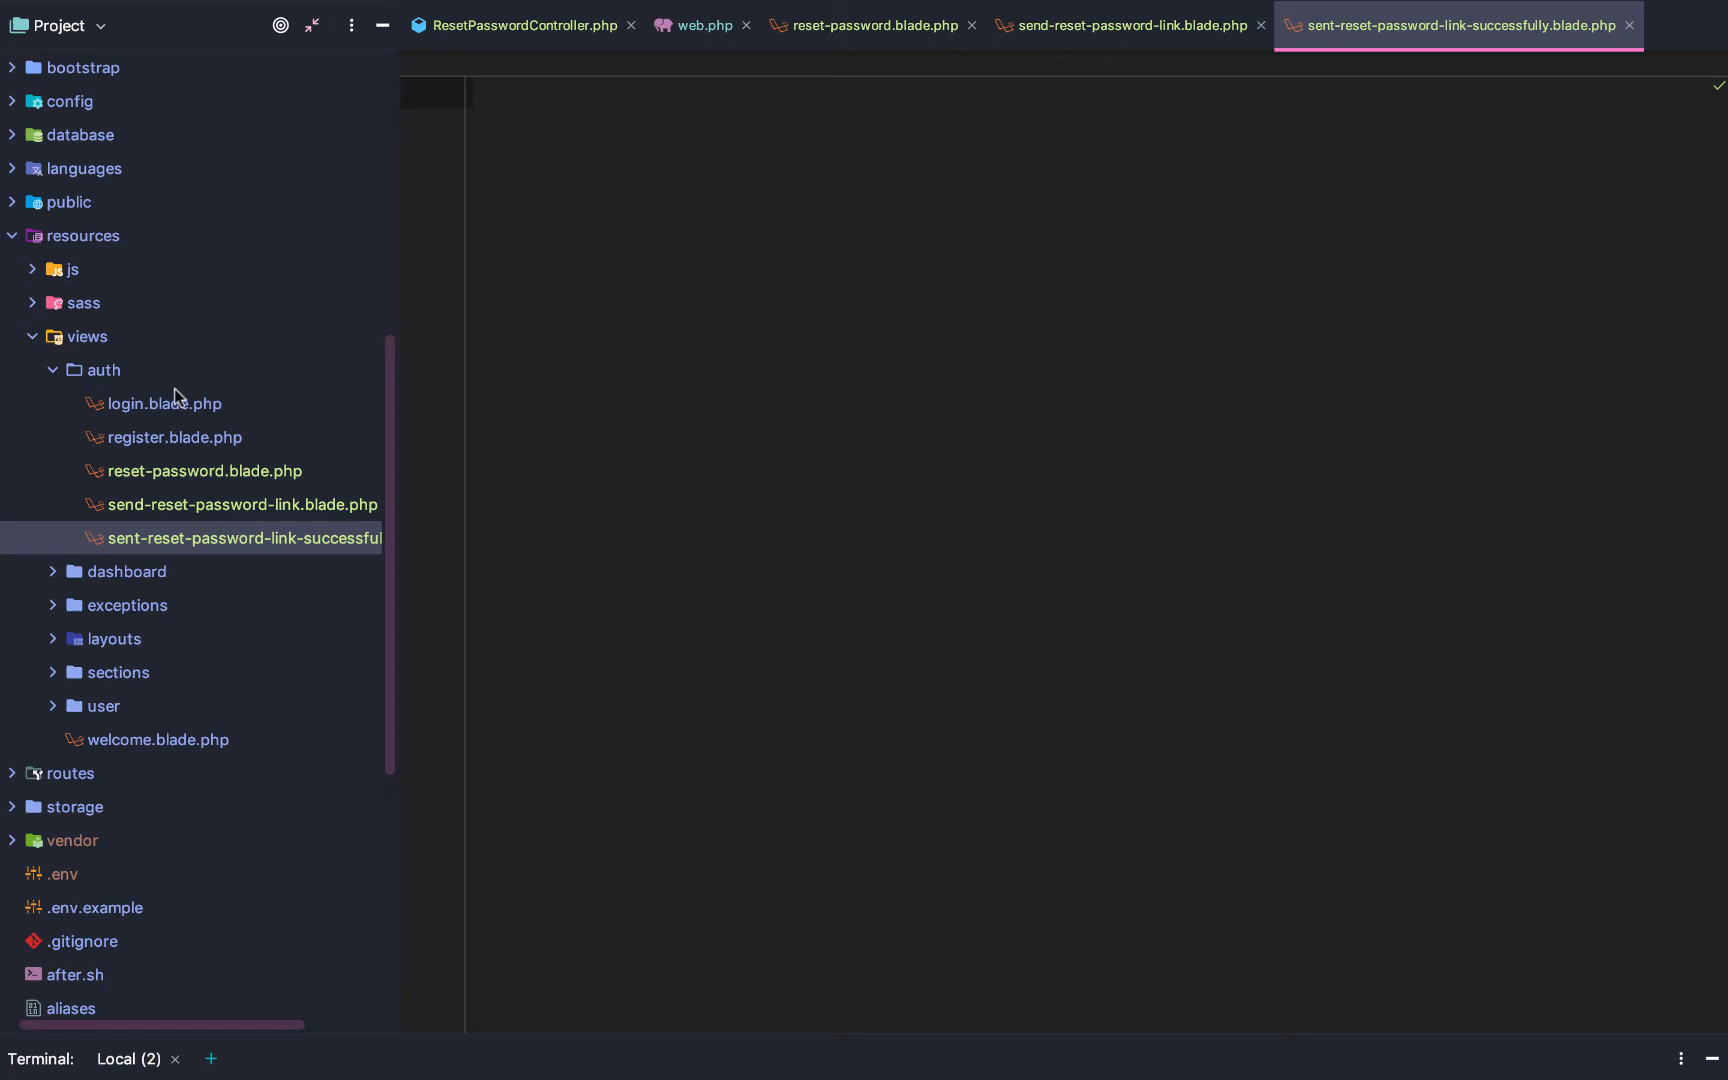 Project
ResetPasswordController.php
web.php
reset-password.blade.php
send-reset-password-link.blade.php
sent-reset-password-link-successfully.blade.php
bootstrap
config
database
languages
public
resources
js
sass
views
auth
login.blade.php
register.blade.php
reset-password.blade.php
send-reset-password-link.blade.php
sent-reset-password-link-successful
dashboard
exceptions
layouts
sections
user
welcome.blade.php
routes
storage
vendor
.env
.env.example
.gitignore
after.sh
aliases
Terminal: Local (2) × +